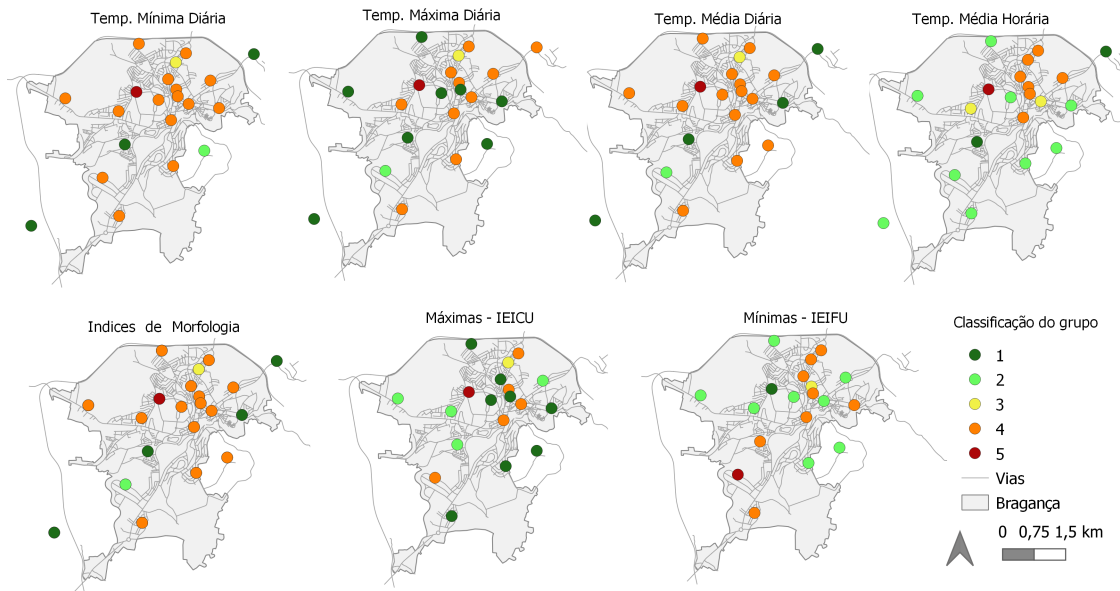 Temp. Mínima Diária
Temp. Máxima Diária
Temp. Média Diária
Temp. Média Horária
Indices de Morfologia
Máximas - IEICU
Mínimas - IEIFU
Classificação do grupo
1
2
3
4
5
Vias
Bragança
0 0,75 1,5 km